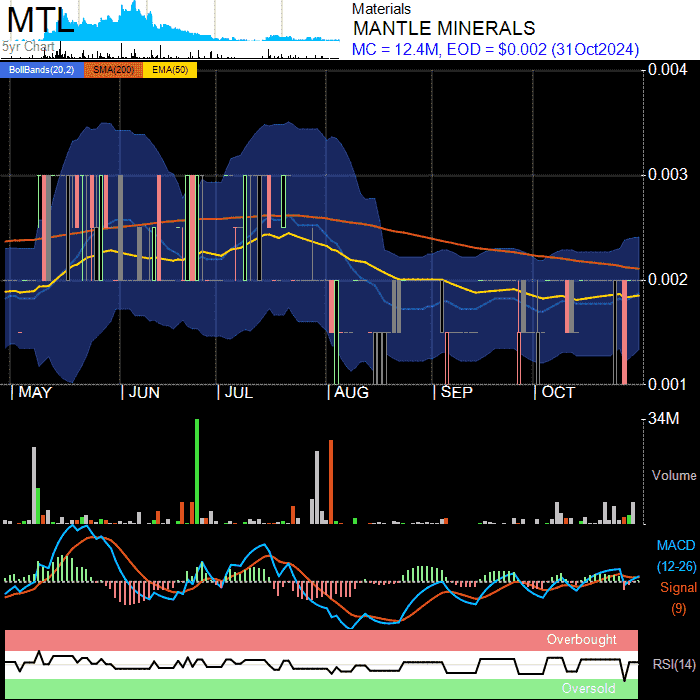 MTL
5yr Chart
Materials
MANTLE MINERALS
MC = 12.4M, EOD = $0.002 (31Oct2024)
BollBands(20,2) SMA(200) EMA(50)
0.004
0.003
0.002
0.001
MAY JUN JUL AUG SEP OCT
34M
Volume
MACD
(12-26)
Signal
(9)
Overbought
RSI(14)
Oversold